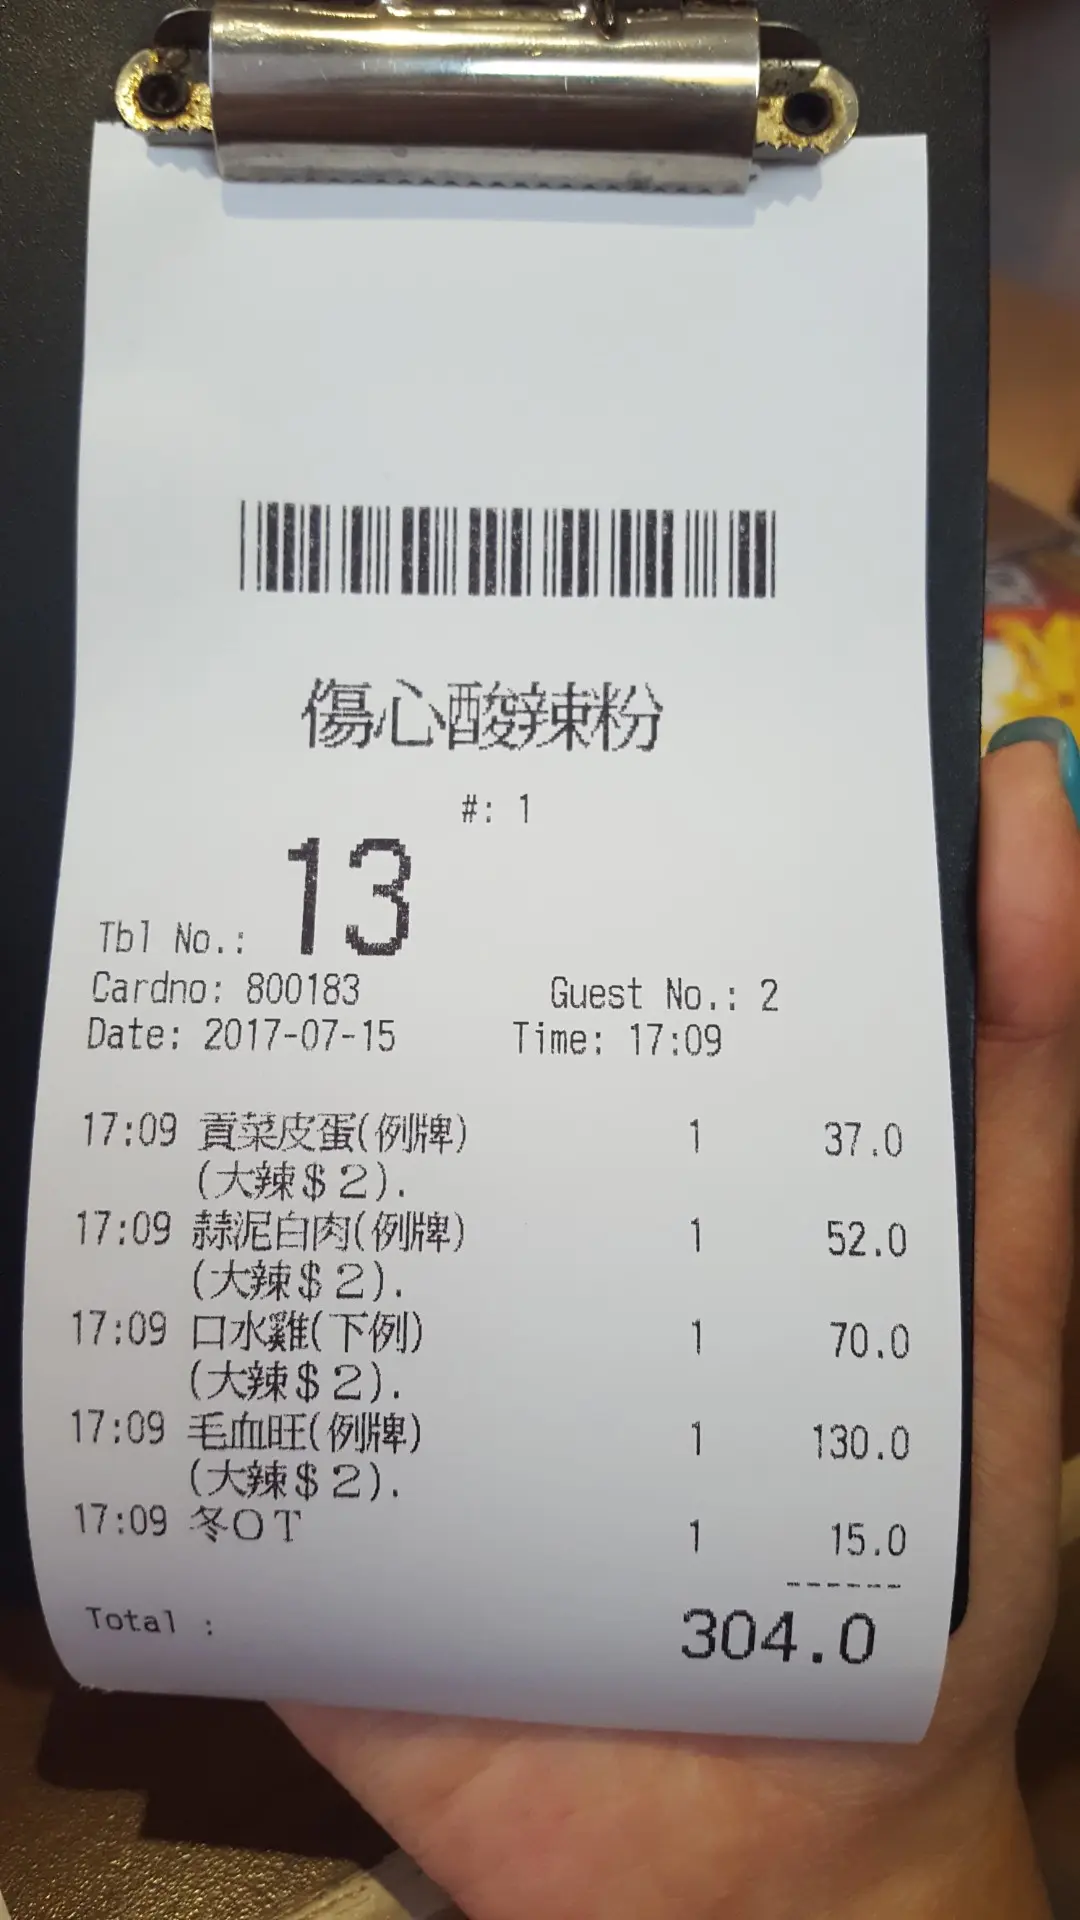 傷心酸辣粉
#: 1
Tbl No.: 13
Cardno: 800183 Guest No.: 2
Date: 2017-07-15 Time: 17:09
17:09 貢菜皮蛋(例牌) 1 37.0
(大辣$2).
17:09 蒜泥白肉(例牌) 1 52.0
(大辣$2).
17:09 口水雞(下例) 1 70.0
(大辣$2).
17:09 毛血旺(例牌) 1 130.0
(大辣$2).
17:09 冬OT 1 15.0
------
Total : 304.0